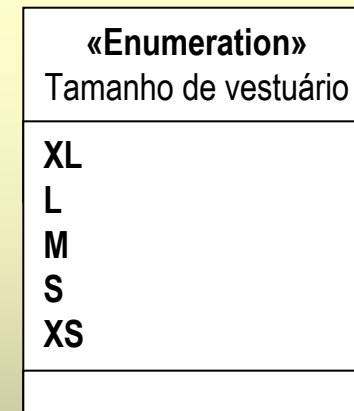 «Enumeration»
Tamanho de vestuário
XL
L
M
S
XS